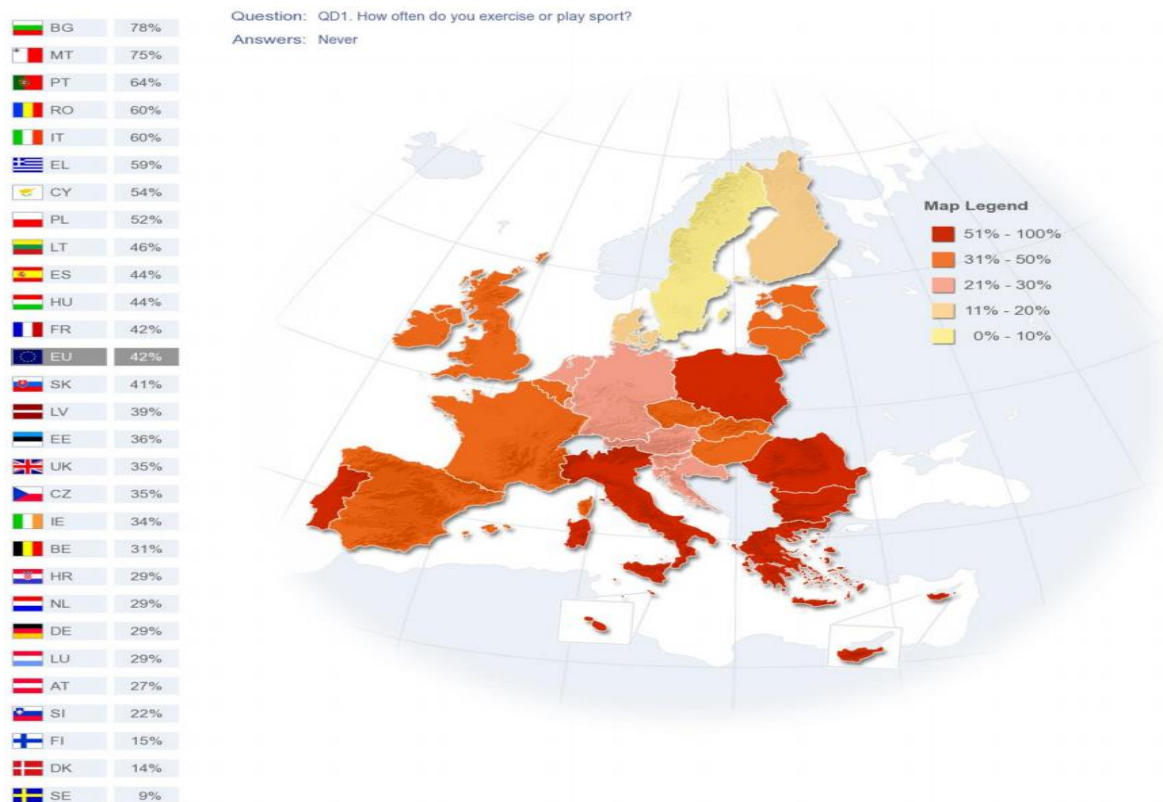 Question: QD1. How often do you exercise or play sport?
Answers: Never
BG 78%
MT 75%
PT 64%
RO 60%
IT 60%
EL 59%
CY 54%
PL 52%
LT 46%
ES 44%
HU 44%
FR 42%
EU 42%
SK 41%
LV 39%
EE 36%
UK 35%
CZ 35%
IE 34%
BE 31%
HR 29%
NL 29%
DE 29%
LU 29%
AT 27%
SI 22%
FI 15%
DK 14%
SE 9%
Map Legend
51% - 100%
31% - 50%
21% - 30%
11% - 20%
0% - 10%